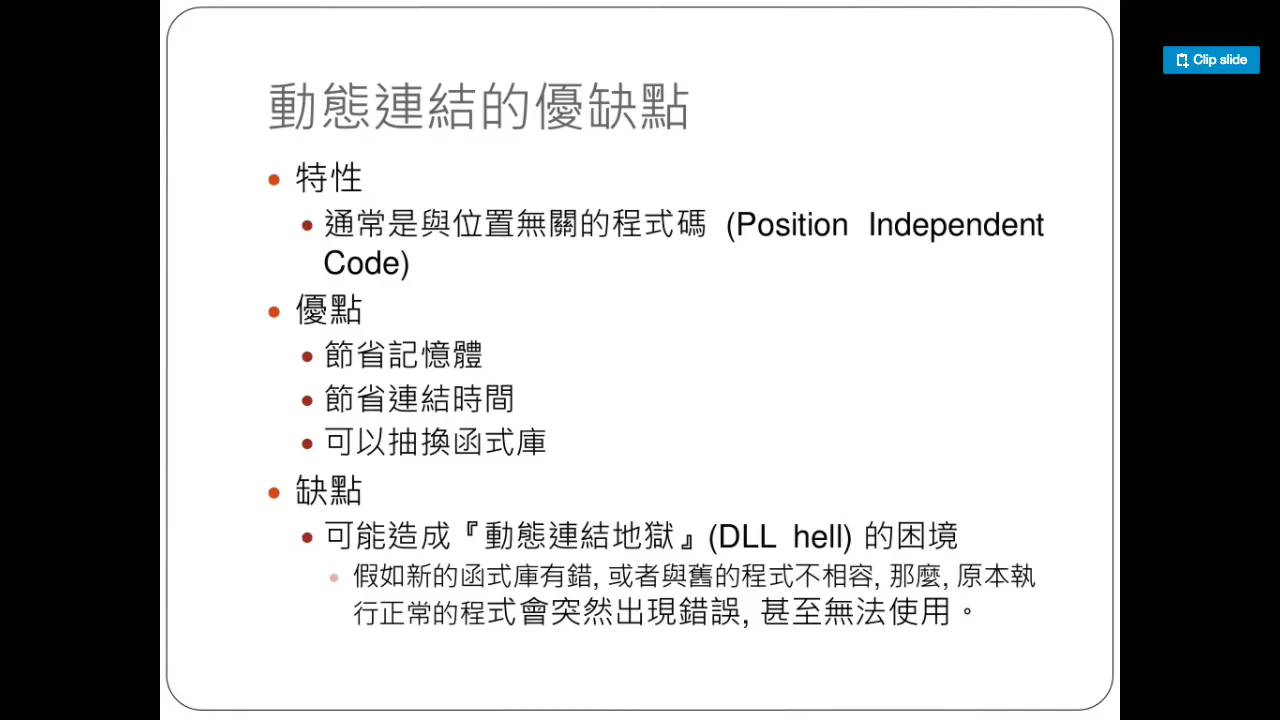 Clip slide
動態連結的優缺點
特性
通常是與位置無關的程式碼 (Position Independent
Code)
優點
節省記憶體
節省連結時間
可以抽換函式庫
缺點
可能造成『動態連結地獄』(DLL hell) 的困境
假如新的函式庫有錯, 或者與舊的程式不相容, 那麼, 原本執
行正常的程式會突然出現錯誤, 甚至無法使用。